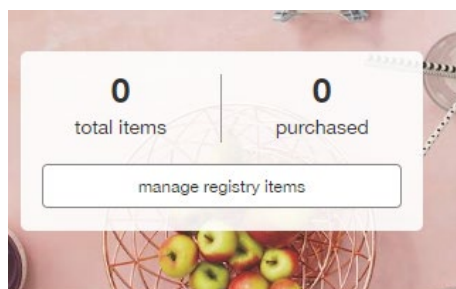 0
0
total items
purchased
manage registry items